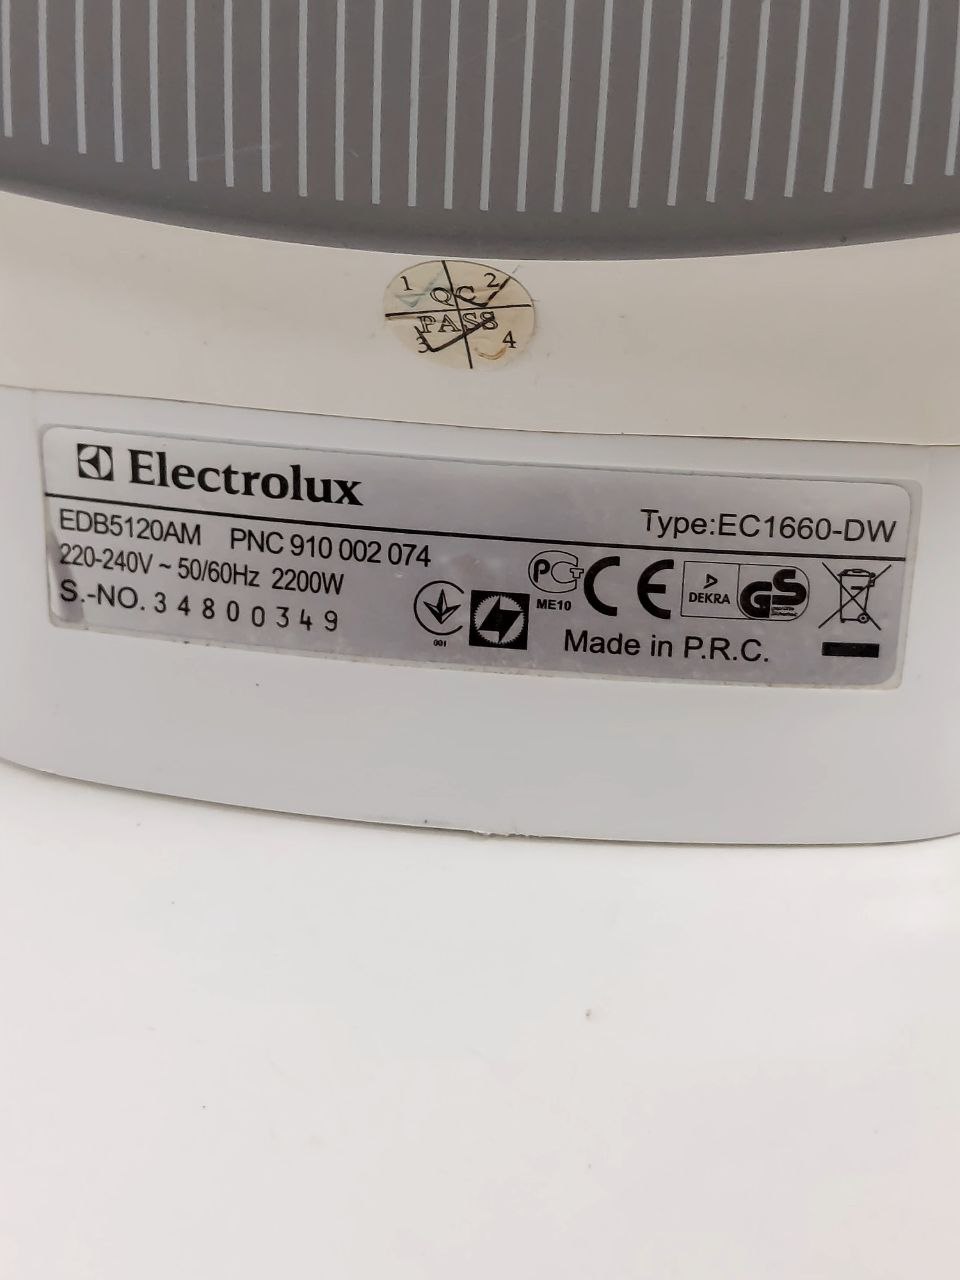 1 2
QC
PASS
3 4
Electrolux
Type:EC1660-DW
EDB5120AM PNC 910 002 074
220-240V ~ 50/60Hz 2200W
S.-NO. 3 4 8 0 0 3 4 9
001
PCT
ME10
CE
DEKRA
GS
Made in P.R.C.